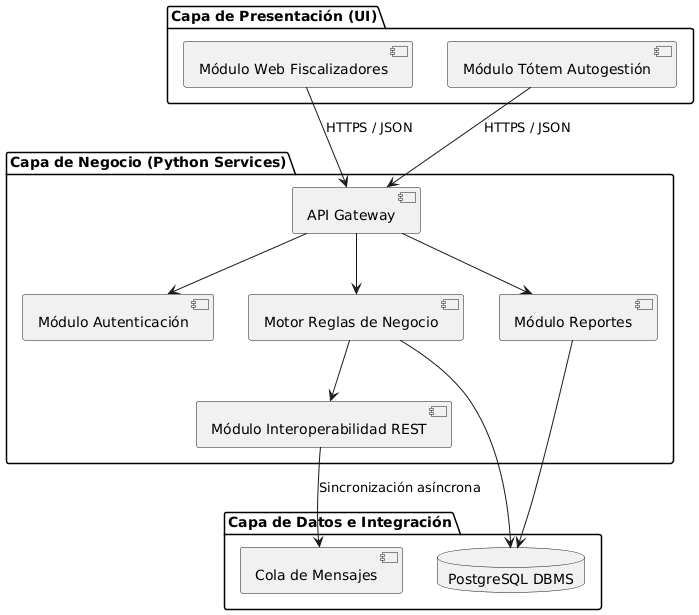 Capa de Presentación (UI)
Módulo Web Fiscalizadores
Módulo Tótem Autogestión
HTTPS / JSON
HTTPS / JSON
Capa de Negocio (Python Services)
API Gateway
Módulo Autenticación
Motor Reglas de Negocio
Módulo Reportes
Módulo Interoperabilidad REST
Sincronización asíncrona
Capa de Datos e Integración
Cola de Mensajes
PostgreSQL DBMS